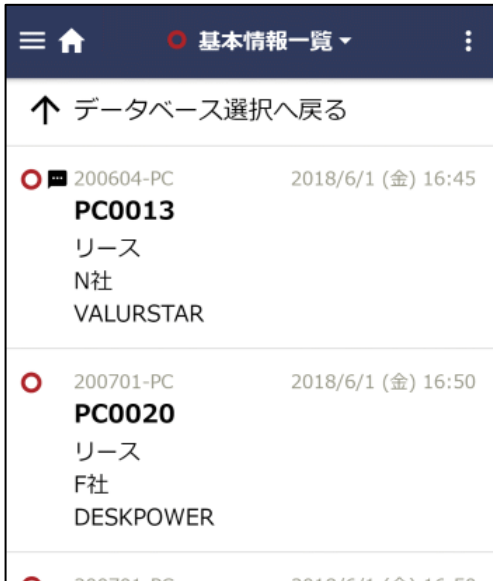 基本情報一覧
データベース選択へ戻る
200604-PC 2018/6/1 (金) 16:45
PC0013
リース
N社
VALURSTAR
200701-PC 2018/6/1 (金) 16:50
PC0020
リース
F社
DESKPOWER